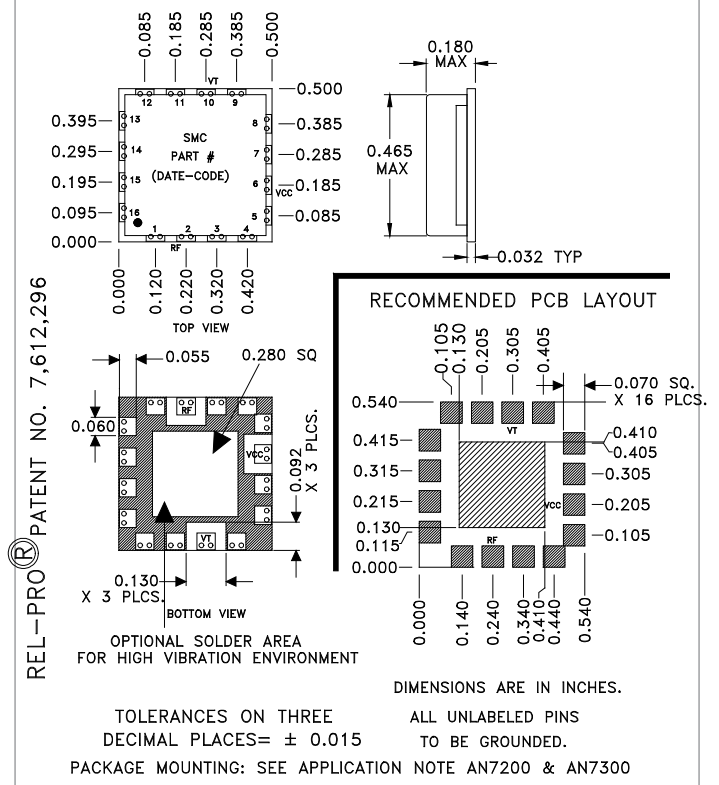 0.085
0.185
0.285
0.385
0.500
VT
12 11 10 9
0.500
0.395
0.295
0.195
0.095
0.000
13
14
15
16
SMC
PART #
(DATE-CODE)
8
7
6
5
VCC
0.385
0.285
0.185
0.085
1 2 3 4
RF
0.000
0.120
0.220
0.320
0.420
TOP VIEW
0.180
MAX
0.465
MAX
0.032 TYP
REL-PRO® PATENT NO. 7,612,296
0.055
0.280 SQ
0.060
RF
VCC
VT
0.092
X 3 PLCS.
0.130
X 3 PLCS.
BOTTOM VIEW
OPTIONAL SOLDER AREA
FOR HIGH VIBRATION ENVIRONMENT
RECOMMENDED PCB LAYOUT
0.105
0.130
0.205
0.305
0.405
0.070 SQ.
X 16 PLCS.
0.540
0.415
0.315
0.215
0.130
0.115
0.000
VT
VCC
RF
0.410
0.405
0.305
0.205
0.105
0.000
0.140
0.240
0.340
0.410
0.440
0.540
DIMENSIONS ARE IN INCHES.
TOLERANCES ON THREE
DECIMAL PLACES= ± 0.015
ALL UNLABELED PINS
TO BE GROUNDED.
PACKAGE MOUNTING: SEE APPLICATION NOTE AN7200 & AN7300